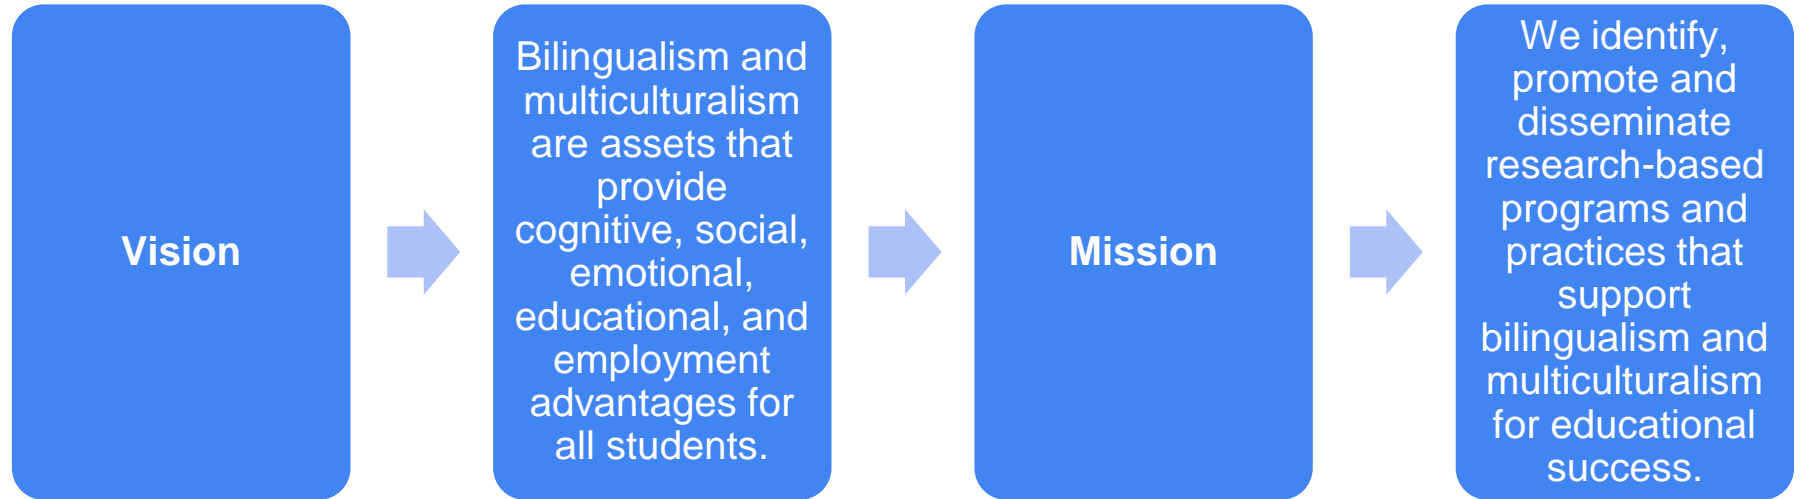 Vision
Bilingualism and
multiculturalism
are assets that
provide
cognitive, social,
emotional,
educational, and
employment
advantages for
all students.
Mission
We identify,
promote and
disseminate
research-based
programs and
practices that
support
bilingualism and
multiculturalism
for educational
success.